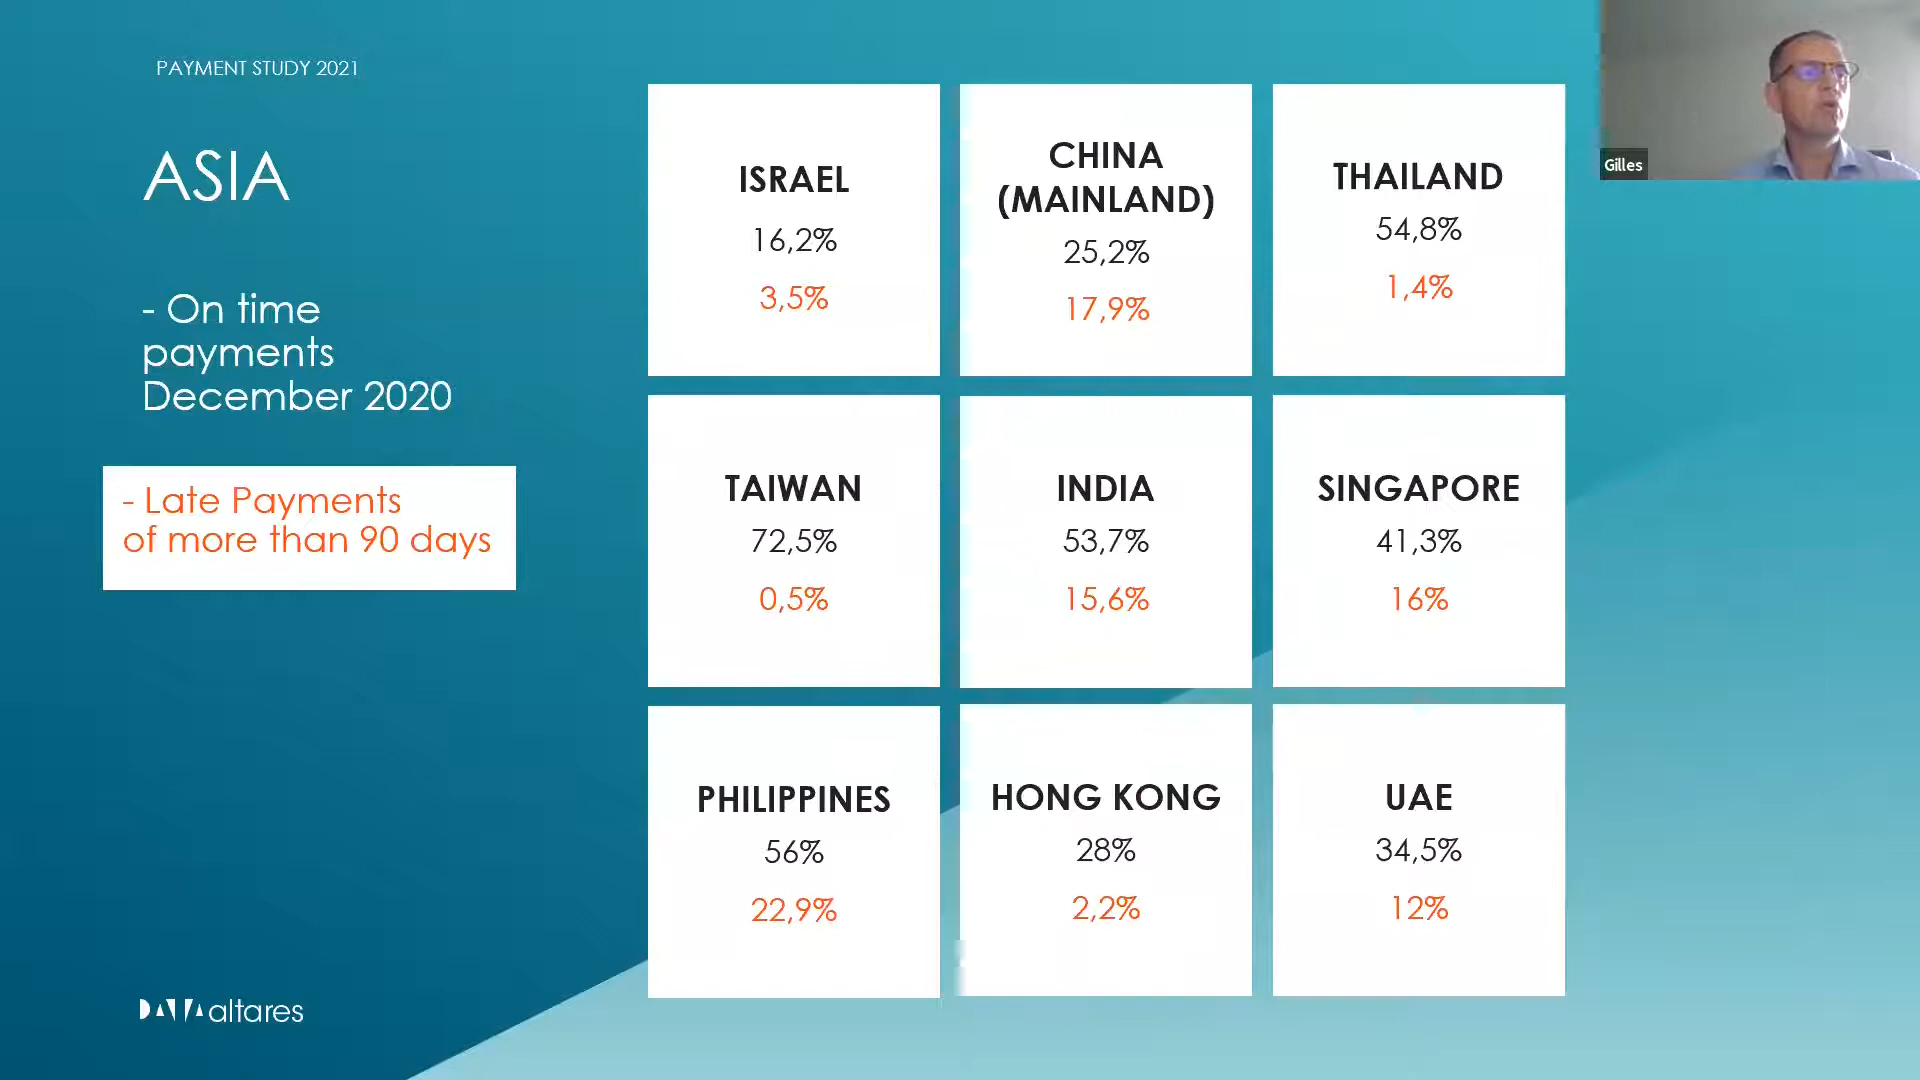 PAYMENT STUDY 2021
ASIA
- On time
payments
December 2020
- Late Payments
of more than 90 days
ISRAEL
16,2%
3,5%
CHINA
(MAINLAND)
25,2%
17,9%
THAILAND
54,8%
1,4%
TAIWAN
72,5%
0,5%
INDIA
53,7%
15,6%
SINGAPORE
41,3%
16%
PHILIPPINES
56%
22,9%
HONG KONG
28%
2,2%
UAE
34,5%
12%
DATA altares
Gilles